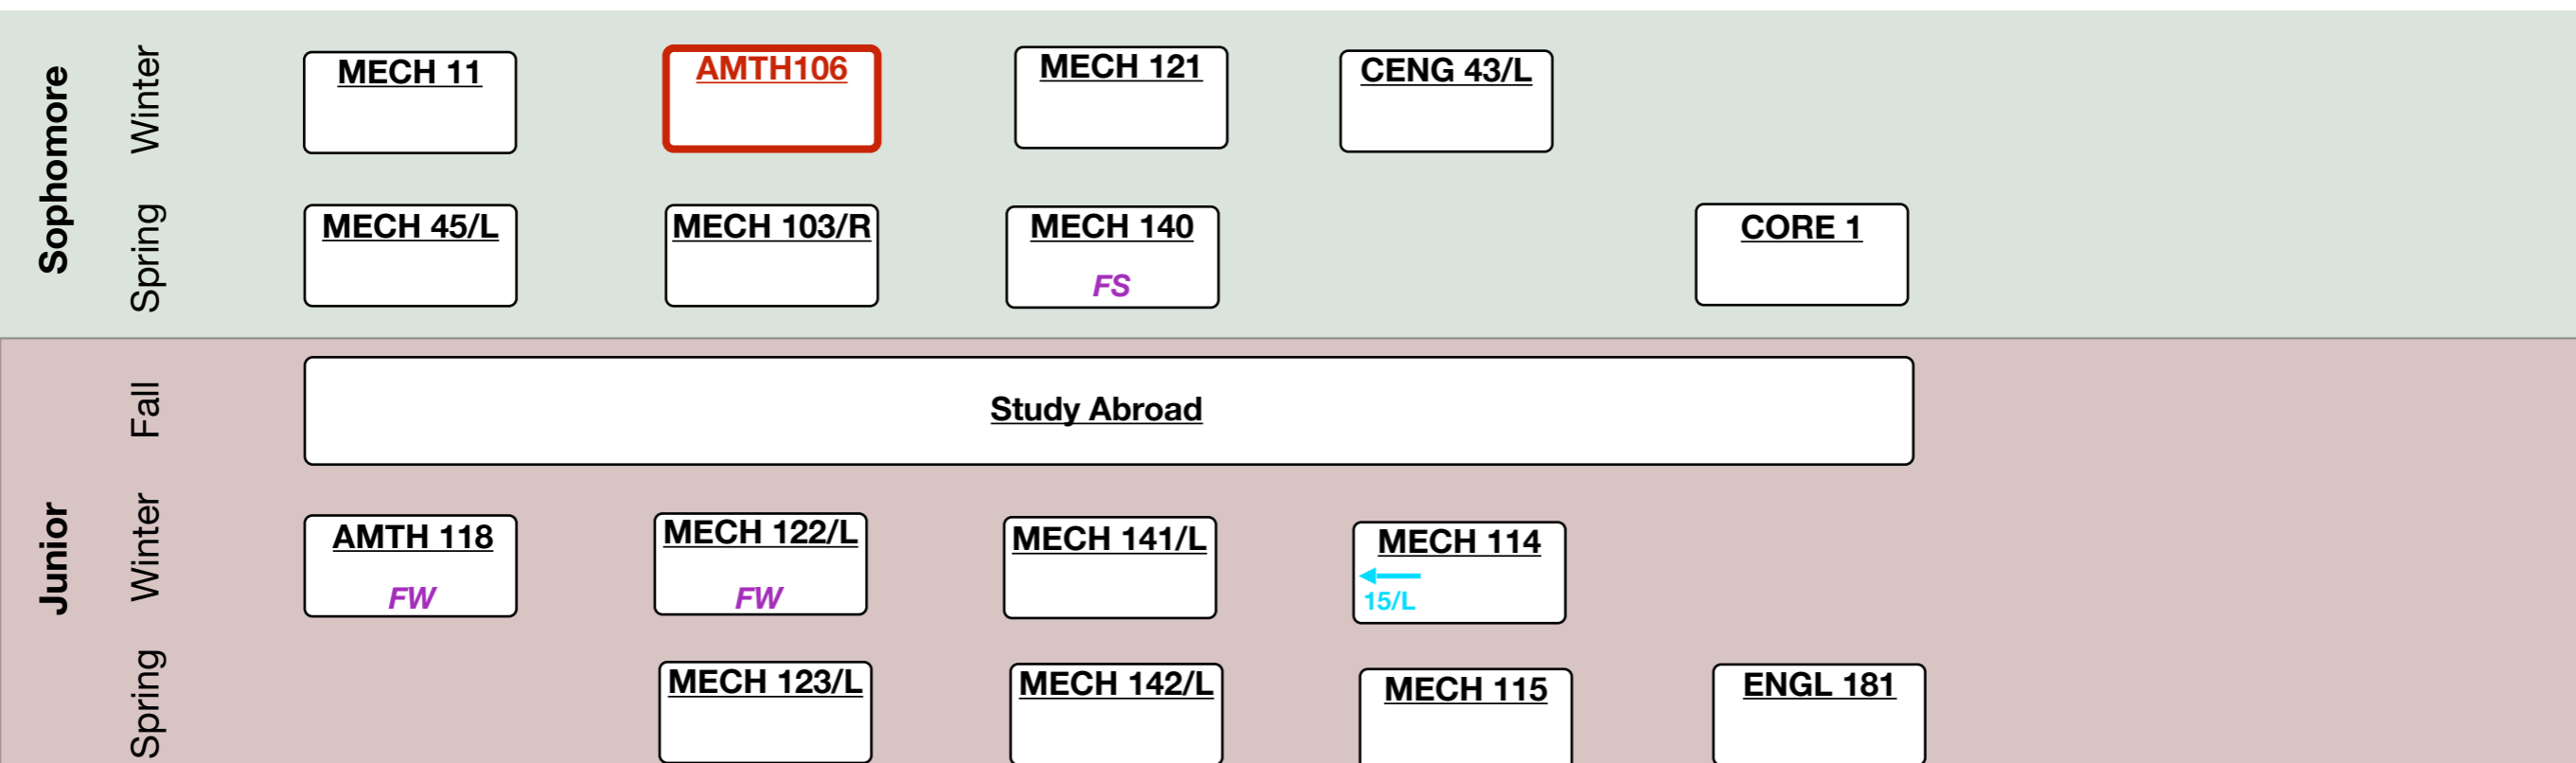 Sophomore
Winter
MECH 11
AMTH106
MECH 121
CENG 43/L
Spring
MECH 45/L
MECH 103/R
MECH 140
FS
CORE 1
Junior
Fall
Study Abroad
Winter
AMTH 118
FW
MECH 122/L
FW
MECH 141/L
MECH 114
15/L
Spring
MECH 123/L
MECH 142/L
MECH 115
ENGL 181